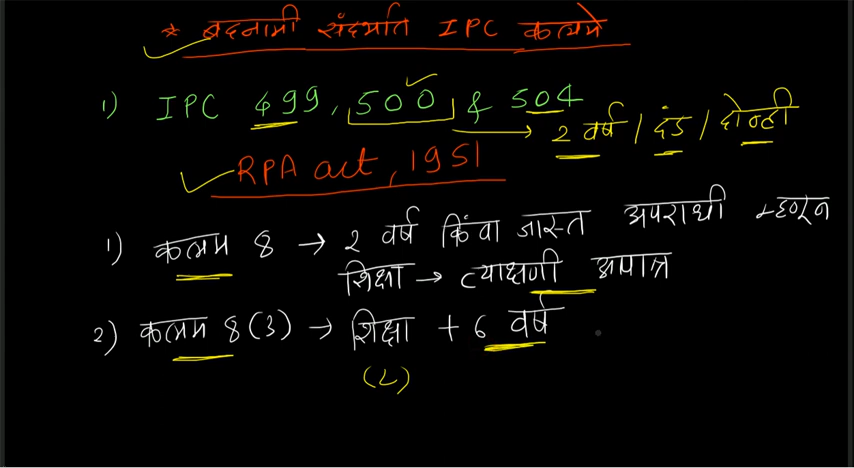 * बदनामी संदर्भात IPC कलमे
1) IPC 499, 500 & 504 → 2 वर्ष / दंड / दोन्ही
RPA act, 1951
1) कलम 8 → 2 वर्ष किंवा जास्त अपराधी म्हणून
शिक्षा → त्याक्षणी अपात्र
2) कलम 8(3) → शिक्षा + 6 वर्ष
(2)